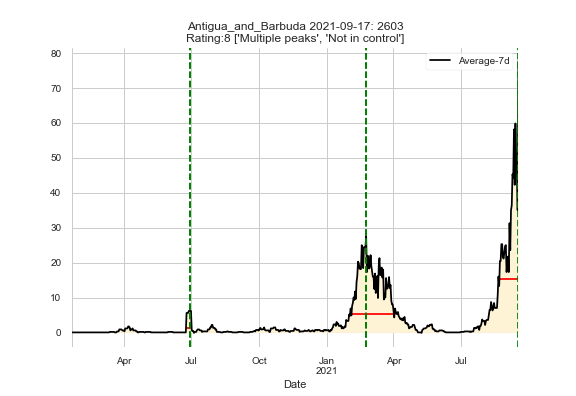 Antigua_and_Barbuda 2021-09-17: 2603
Rating:8 ['Multiple peaks', 'Not in control']
Average-7d
80
70
60
50
40
30
20
10
0
Apr
Jul
Oct
Jan
2021
Apr
Jul
Date